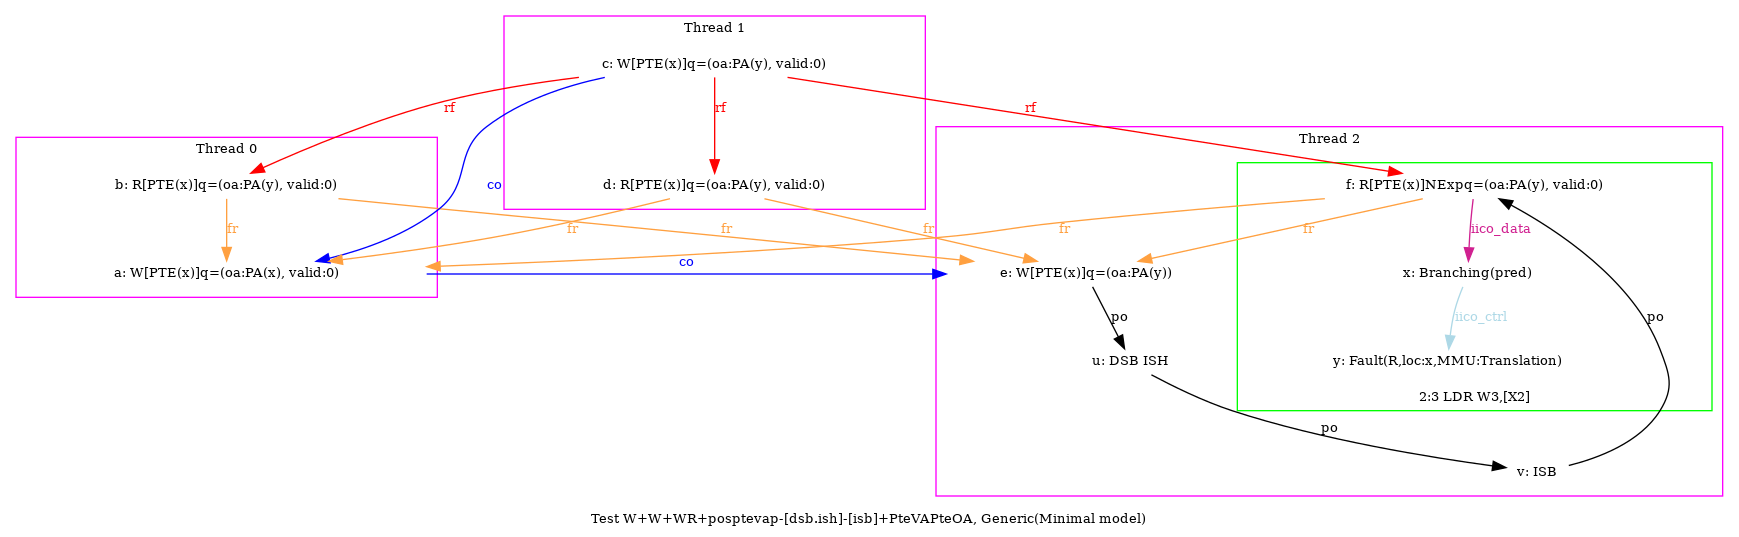 Thread 1
c: W[PTE(x)]q=(oa:PA(y), valid:0)
rf
rf
rf
Thread 2
Thread 0
b: R[PTE(x)]q=(oa:PA(y), valid:0)
co
d: R[PTE(x)]q=(oa:PA(y), valid:0)
f: R[PTE(x)]NExpq=(oa:PA(y), valid:0)
fr
fr
fr
fr
fr
fr
iico_data
a: W[PTE(x)]q=(oa:PA(x), valid:0)
co
e: W[PTE(x)]q=(oa:PA(y))
x: Branching(pred)
po
iico_ctrl
po
u: DSB ISH
y: Fault(R,loc:x,MMU:Translation)
2:3 LDR W3,[X2]
po
v: ISB
Test W+W+WR+posptevap-[dsb.ish]-[isb]+PteVAPteOA, Generic(Minimal model)